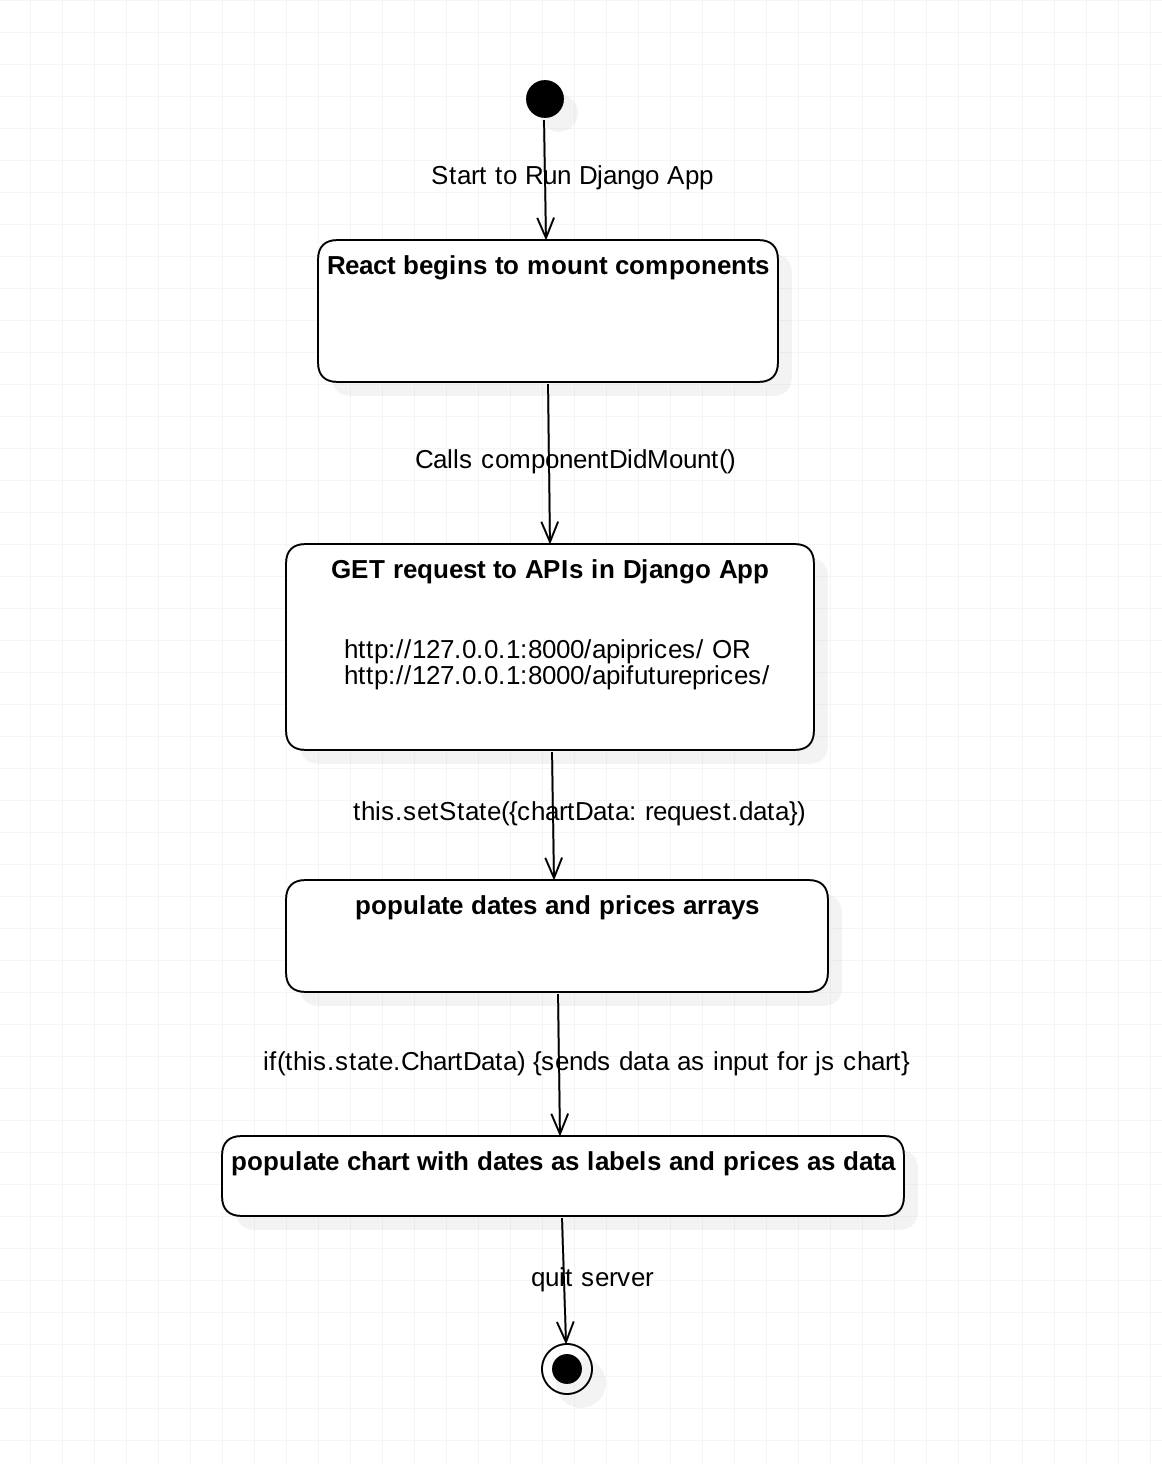 Start to Run Django App
React begins to mount components
Calls componentDidMount()
GET request to APIs in Django App
http://127.0.0.1:8000/apiprices/ OR
http://127.0.0.1:8000/apifutureprices/
this.setState({chartData: request.data})
populate dates and prices arrays
if(this.state.ChartData) {sends data as input for js chart}
populate chart with dates as labels and prices as data
quit server